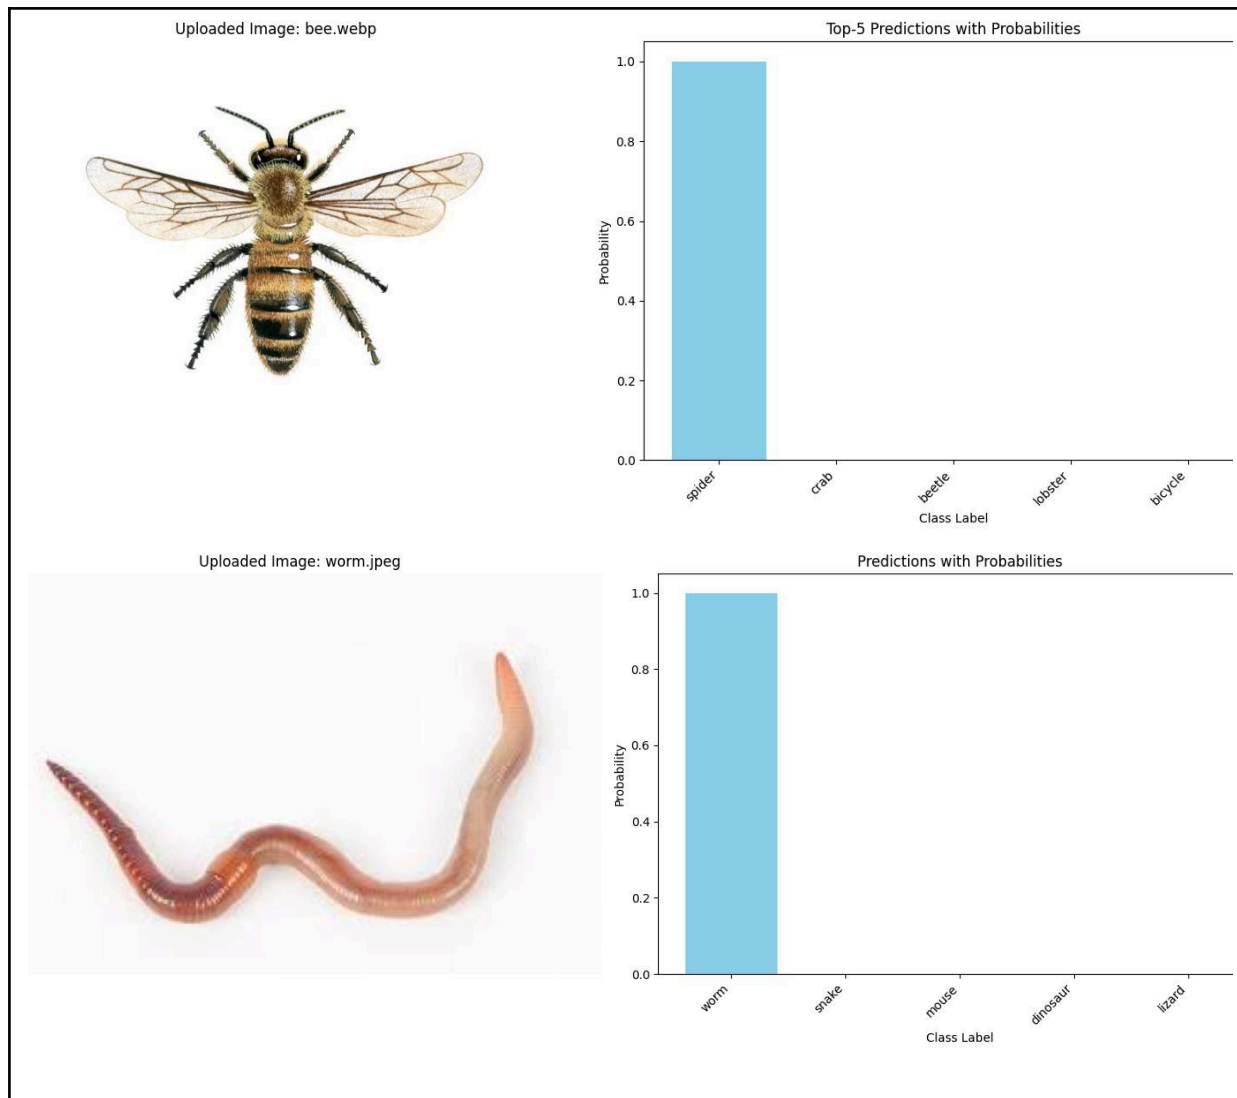 Uploaded Image: bee.webp
Top-5 Predictions with Probabilities
1.0
0.8
0.6
0.4
0.2
0.0
Probability
spider
crab
beetle
lobster
bicycle
Class Label
Uploaded Image: worm.jpeg
Predictions with Probabilities
1.0
0.8
0.6
0.4
0.2
0.0
Probability
worm
snake
mouse
dinosaur
lizard
Class Label